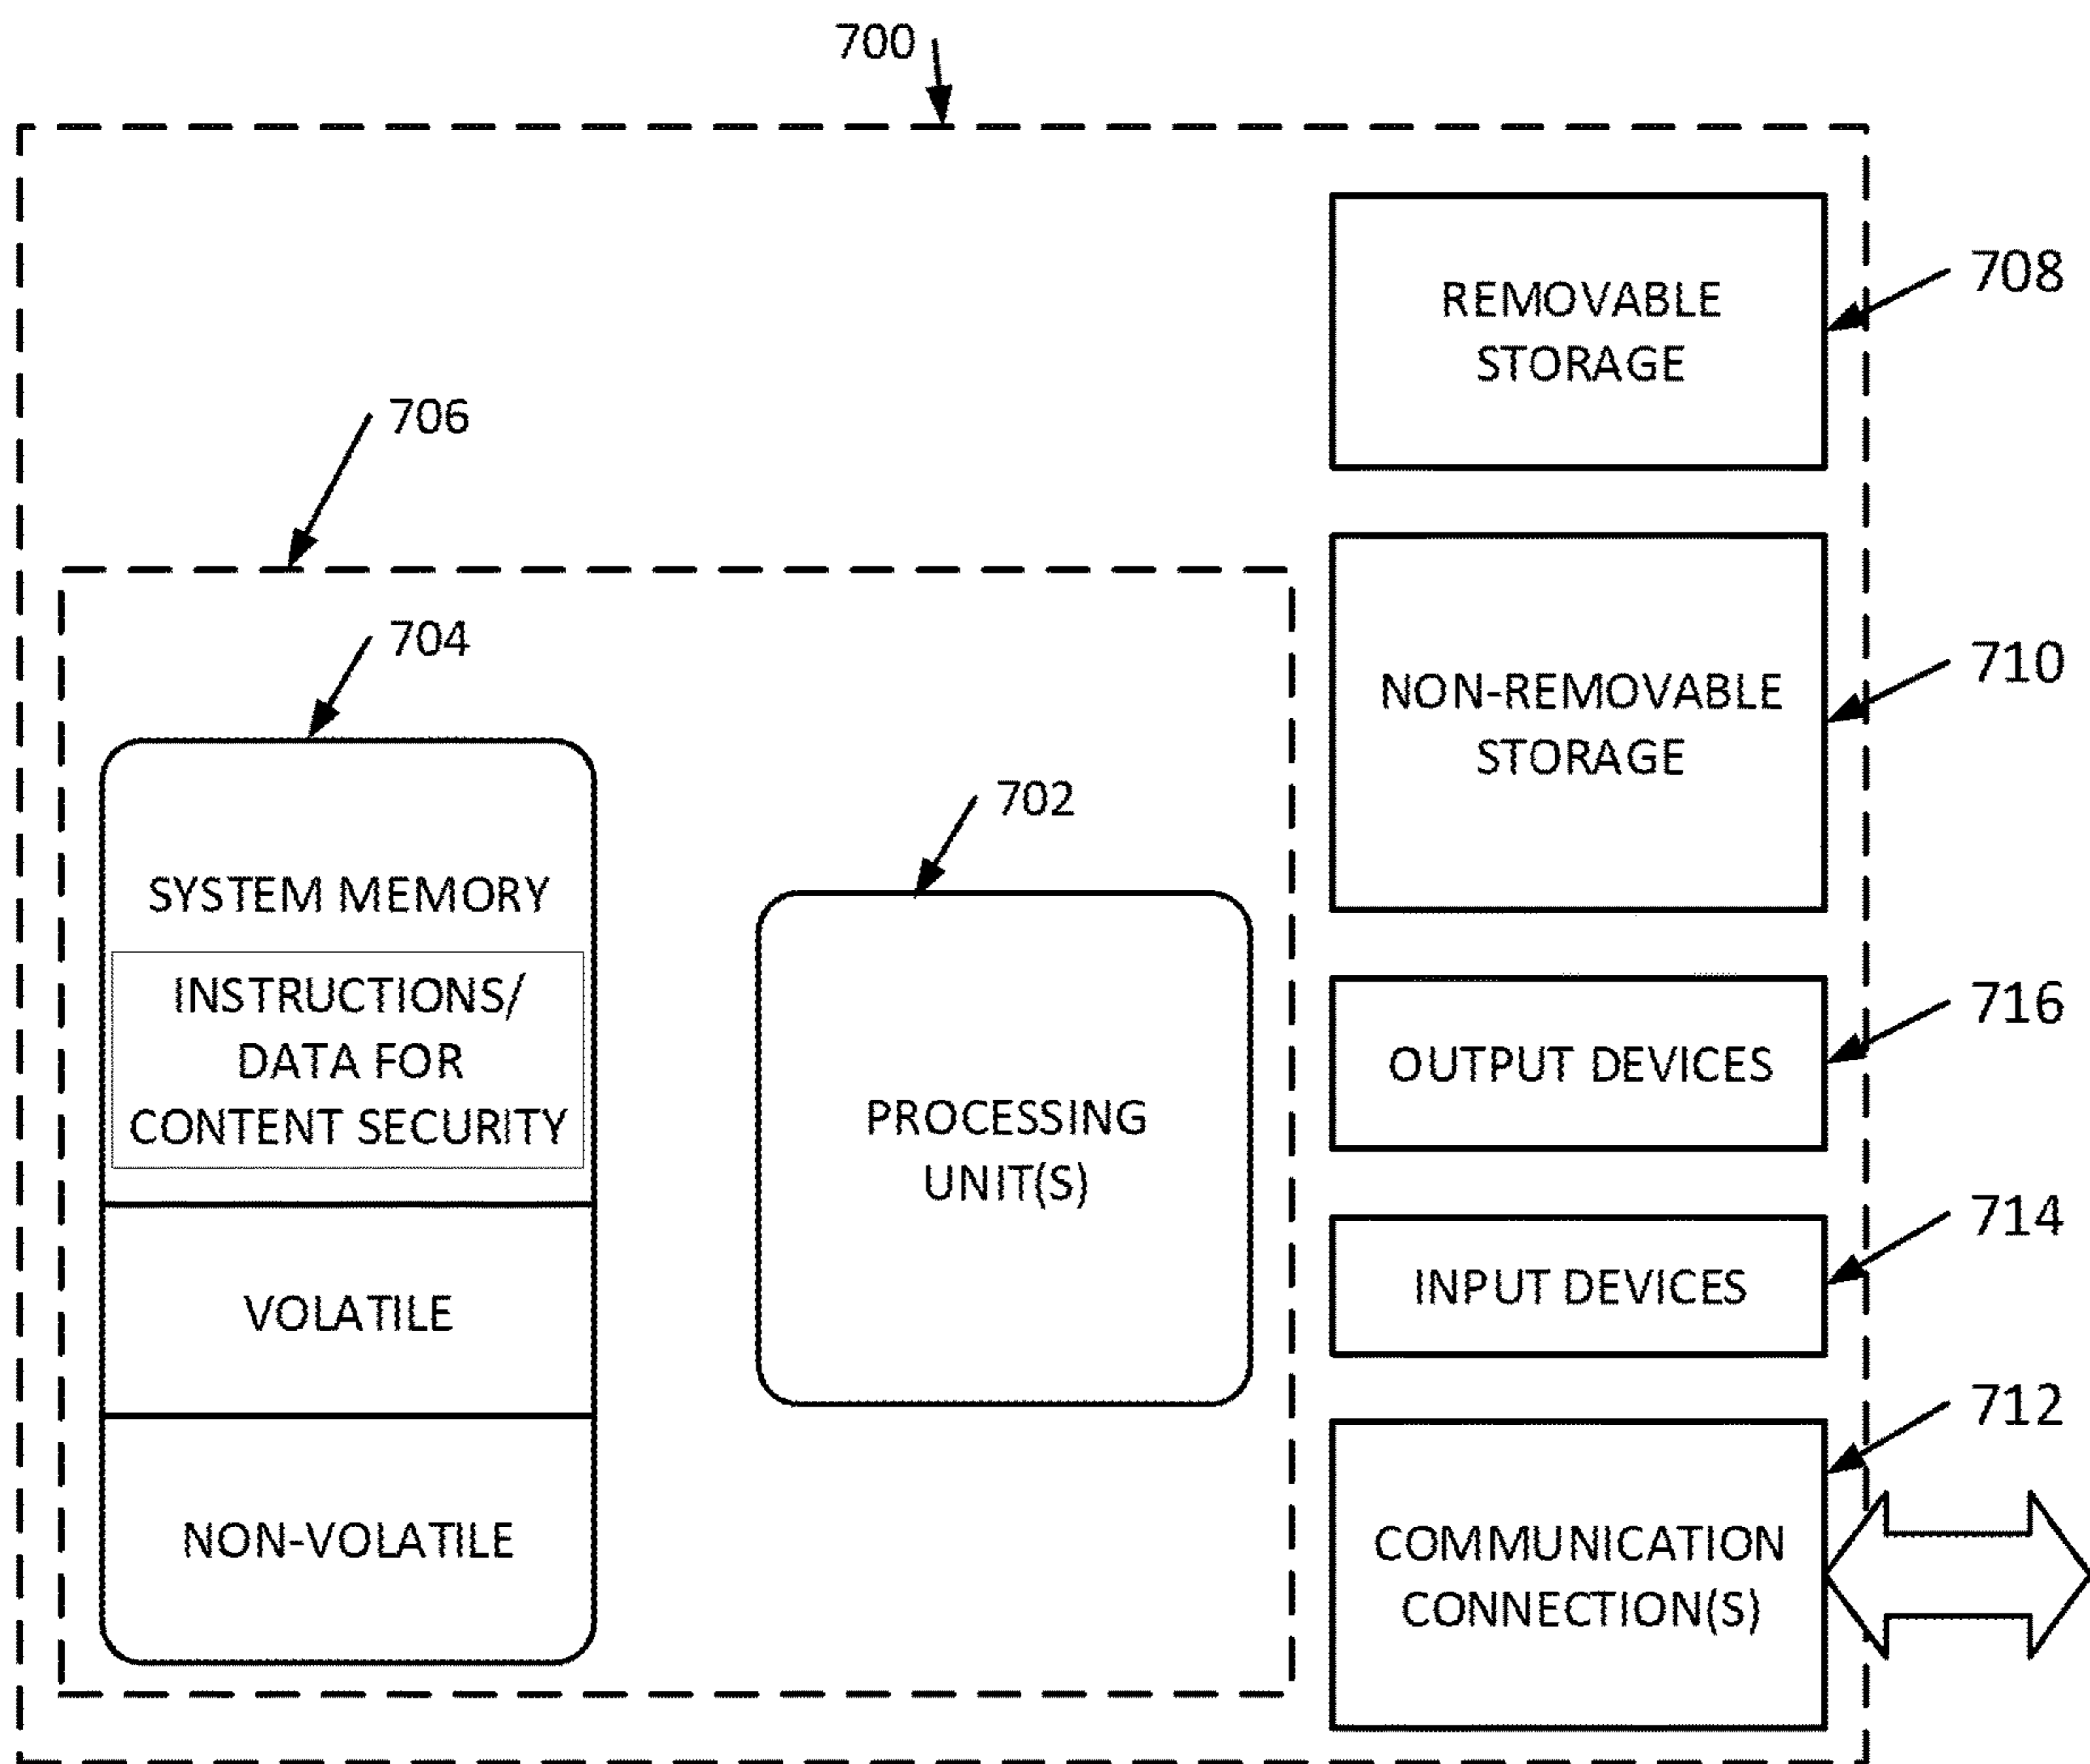 700
REMOVABLE
STORAGE
708
706
NON-REMOVABLE
STORAGE
710
704
SYSTEM MEMORY
INSTRUCTIONS/
DATA FOR
CONTENT SECURITY
VOLATILE
NON-VOLATILE
702
PROCESSING
UNIT(S)
OUTPUT DEVICES
716
INPUT DEVICES
714
COMMUNICATION
CONNECTION(S)
712